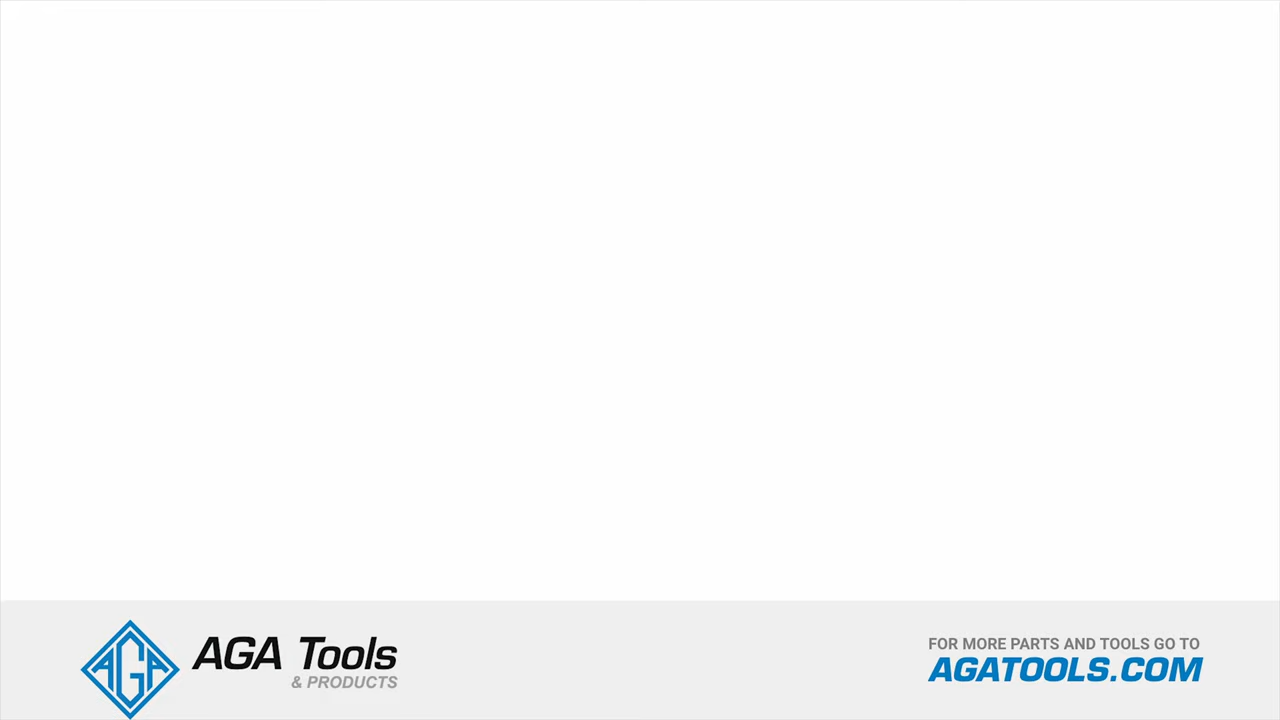 AGA
AGA Tools
& PRODUCTS
FOR MORE PARTS AND TOOLS GO TO
AGATOOLS.COM